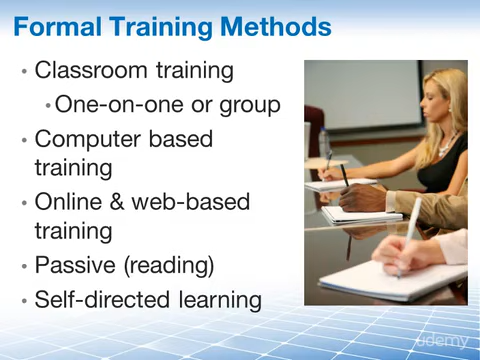 Formal Training Methods
• Classroom training
• One-on-one or group
• Computer based
training
• Online & web-based
training
• Passive (reading)
• Self-directed learning
udemy